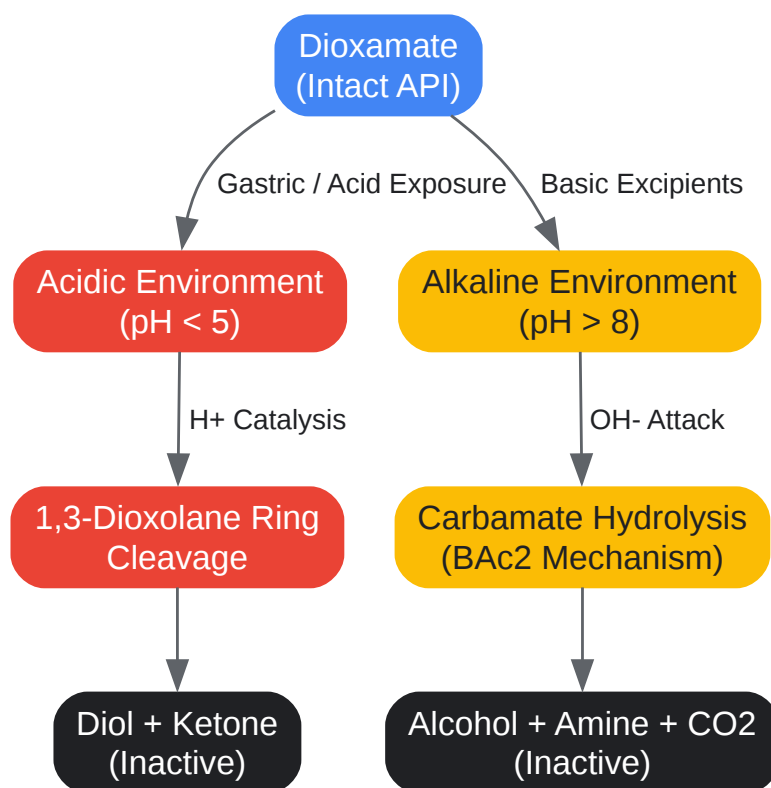 Dioxamate
(Intact API)
Gastric / Acid Exposure
Basic Excipients
Acidic Environment
(pH < 5)
Alkaline Environment
(pH > 8)
H+ Catalysis
OH- Attack
1,3-Dioxolane Ring
Cleavage
Carbamate Hydrolysis
(BAc2 Mechanism)
Diol + Ketone
(Inactive)
Alcohol + Amine + CO2
(Inactive)